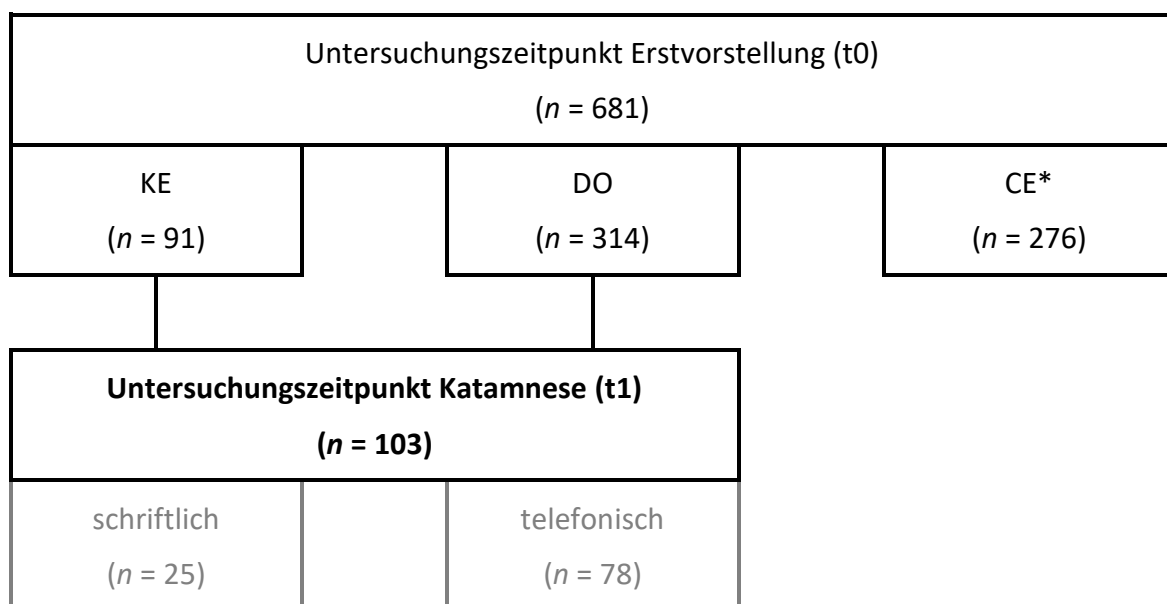 Untersuchungszeitpunkt Erstvorstellung (t0)
(n = 681)
KE
(n = 91)
DO
(n = 314)
CE*
(n = 276)
Untersuchungszeitpunkt Katamnese (t1)
(n = 103)
schriftlich
(n = 25)
telefonisch
(n = 78)